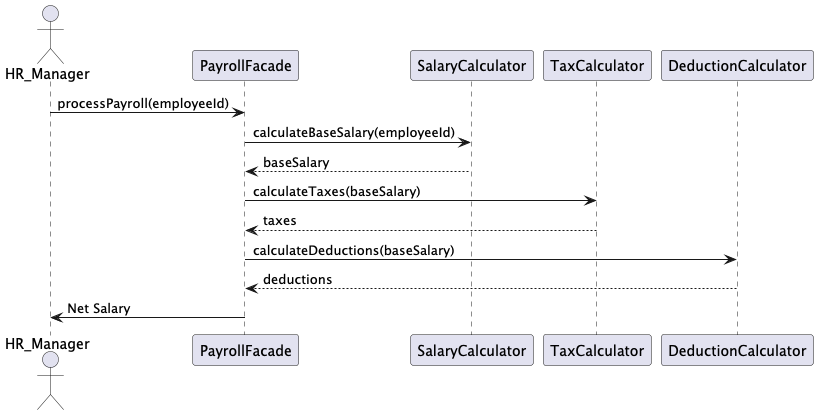 HR_Manager
PayrollFacade
SalaryCalculator
TaxCalculator
DeductionCalculator
processPayroll(employeeId)
calculateBaseSalary(employeeId)
baseSalary
calculateTaxes(baseSalary)
taxes
calculateDeductions(baseSalary)
deductions
Net Salary
HR_Manager
PayrollFacade
SalaryCalculator
TaxCalculator
DeductionCalculator